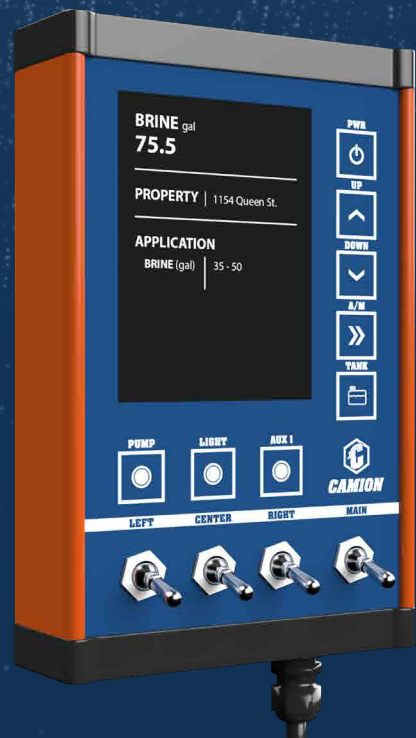 BRINE gal
75.5
PROPERTY | 1154 Queen St.
APPLICATION
BRINE (gal) | 35 - 50
PWR
UP
DOWN
A/M
TANK
PUMP LIGHT AUX 1
CAMION
LEFT CENTER RIGHT MAIN